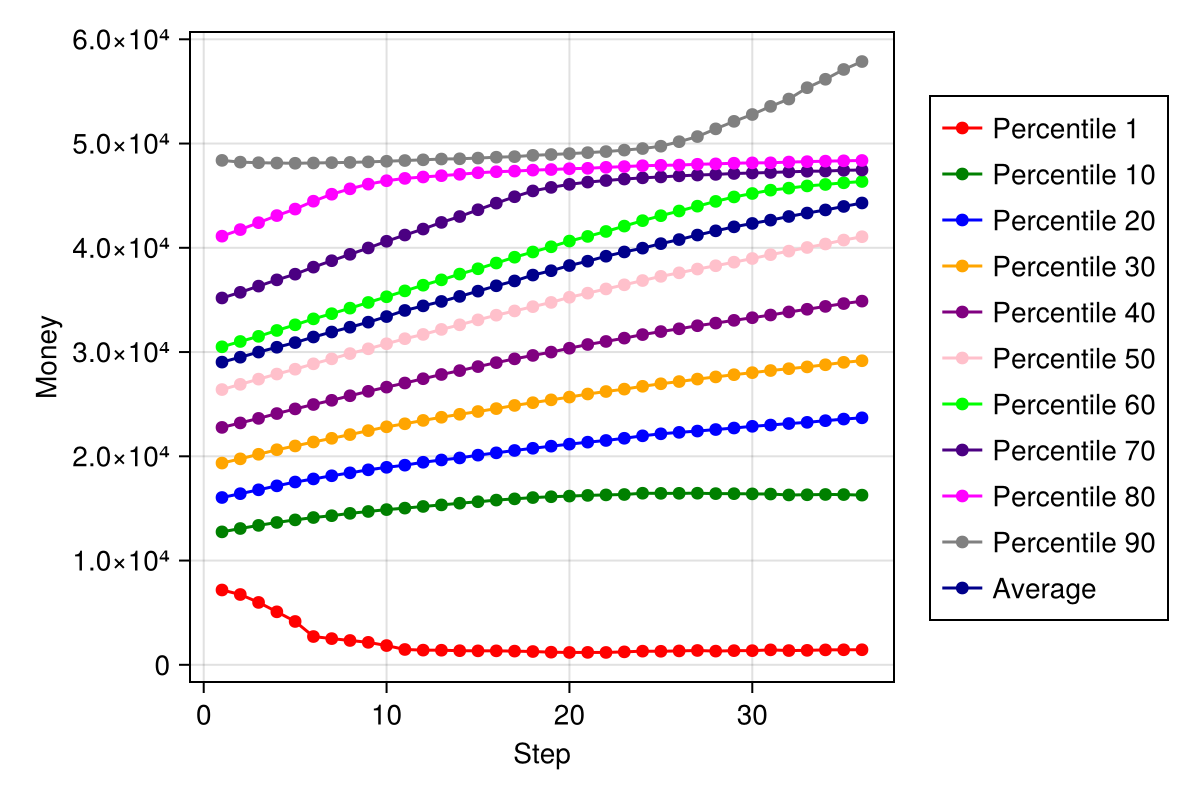 6.0×10⁴
5.0×10⁴
4.0×10⁴
3.0×10⁴
2.0×10⁴
1.0×10⁴
0
Money
0 10 20 30
Step
Percentile 1
Percentile 10
Percentile 20
Percentile 30
Percentile 40
Percentile 50
Percentile 60
Percentile 70
Percentile 80
Percentile 90
Average